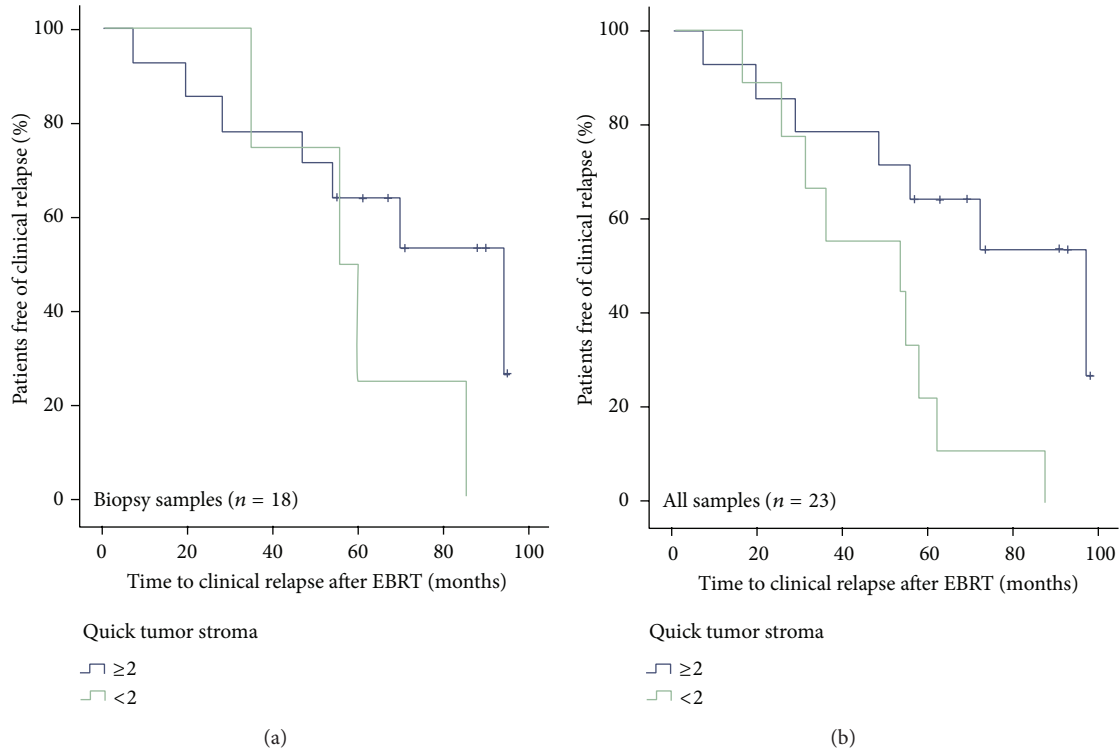 Patients free of clinical relapse (%)
100
80
60
40
20
0
Biopsy samples (n = 18)
0 20 40 60 80 100
Time to clinical relapse after EBRT (months)
Quick tumor stroma
≥2
<2
(a)
Patients free of clinical relapse (%)
100
80
60
40
20
0
All samples (n = 23)
0 20 40 60 80 100
Time to clinical relapse after EBRT (months)
Quick tumor stroma
≥2
<2
(b)